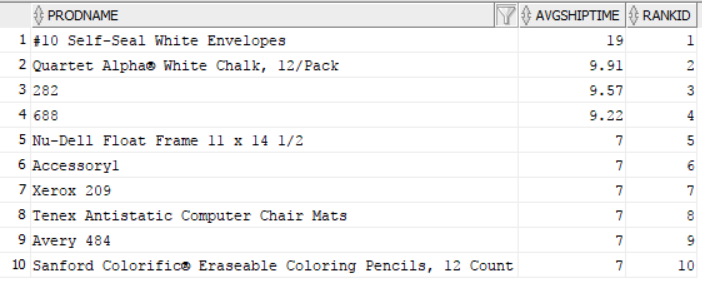 PRODNAME AVGSHIPTIME RANKID
1 #10 Self-Seal White Envelopes 19 1
2 Quartet Alpha® White Chalk, 12/Pack 9.91 2
3 282 9.57 3
4 688 9.22 4
5 Nu-Dell Float Frame 11 x 14 1/2 7 5
6 Accessory1 7 6
7 Xerox 209 7 7
8 Tenex Antistatic Computer Chair Mats 7 8
9 Avery 484 7 9
10 Sanford Colorific® Eraseable Coloring Pencils, 12 Count 7 10